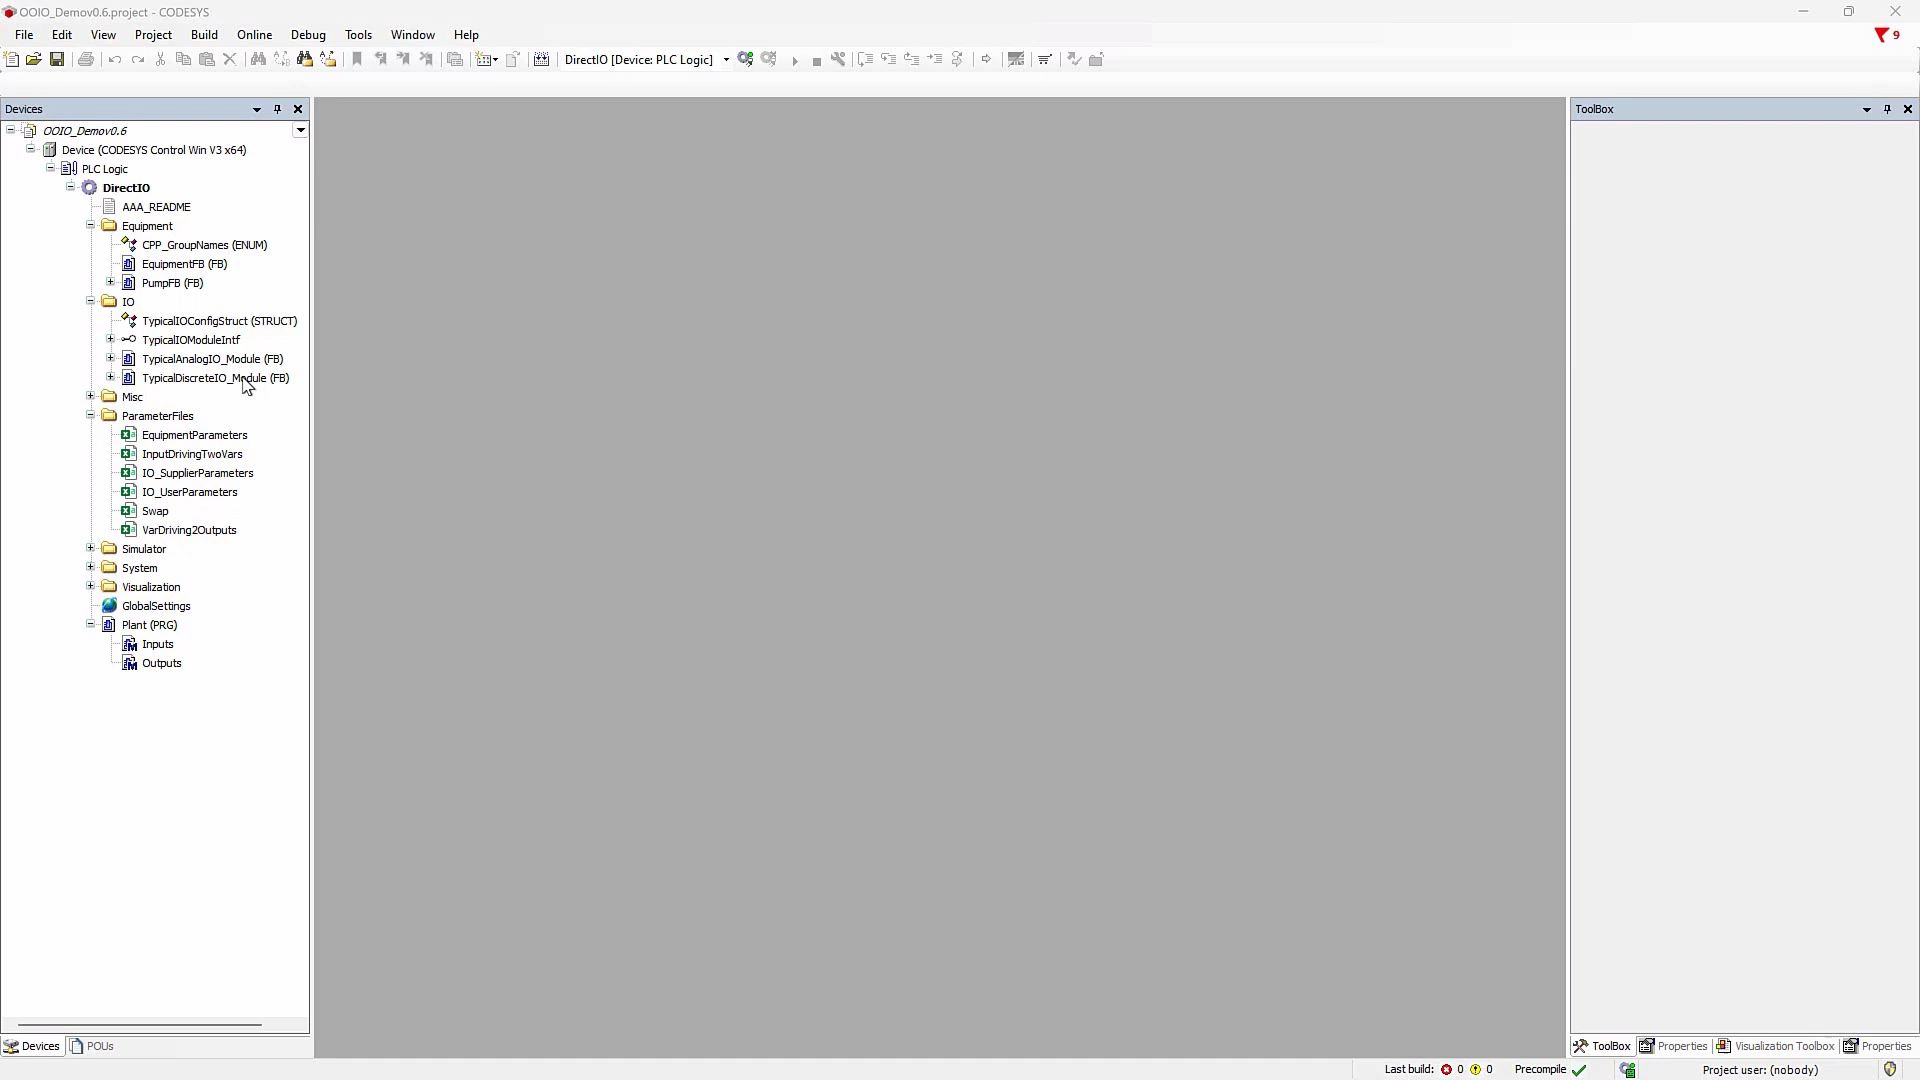 OOIO_Demov0.6.project - CODESYS
File Edit View Project Build Online Debug Tools Window Help
9
DirectIO [Device: PLC Logic]
Devices
ToolBox
OOIO_Demov0.6
Device (CODESYS Control Win V3 x64)
PLC Logic
DirectIO
AAA_README
Equipment
CPP_GroupNames (ENUM)
EquipmentFB (FB)
PumpFB (FB)
IO
TypicalIOConfigStruct (STRUCT)
TypicalIOModuleIntf
TypicalAnalogIO_Module (FB)
TypicalDiscreteIO_Module (FB)
Misc
ParameterFiles
EquipmentParameters
InputDrivingTwoVars
IO_SupplierParameters
IO_UserParameters
Swap
VarDriving2Outputs
Simulator
System
Visualization
GlobalSettings
Plant (PRG)
Inputs
Outputs
Devices POUs
ToolBox Properties Visualization Toolbox Properties
Last build: 0 0 Precompile Project user: (nobody)